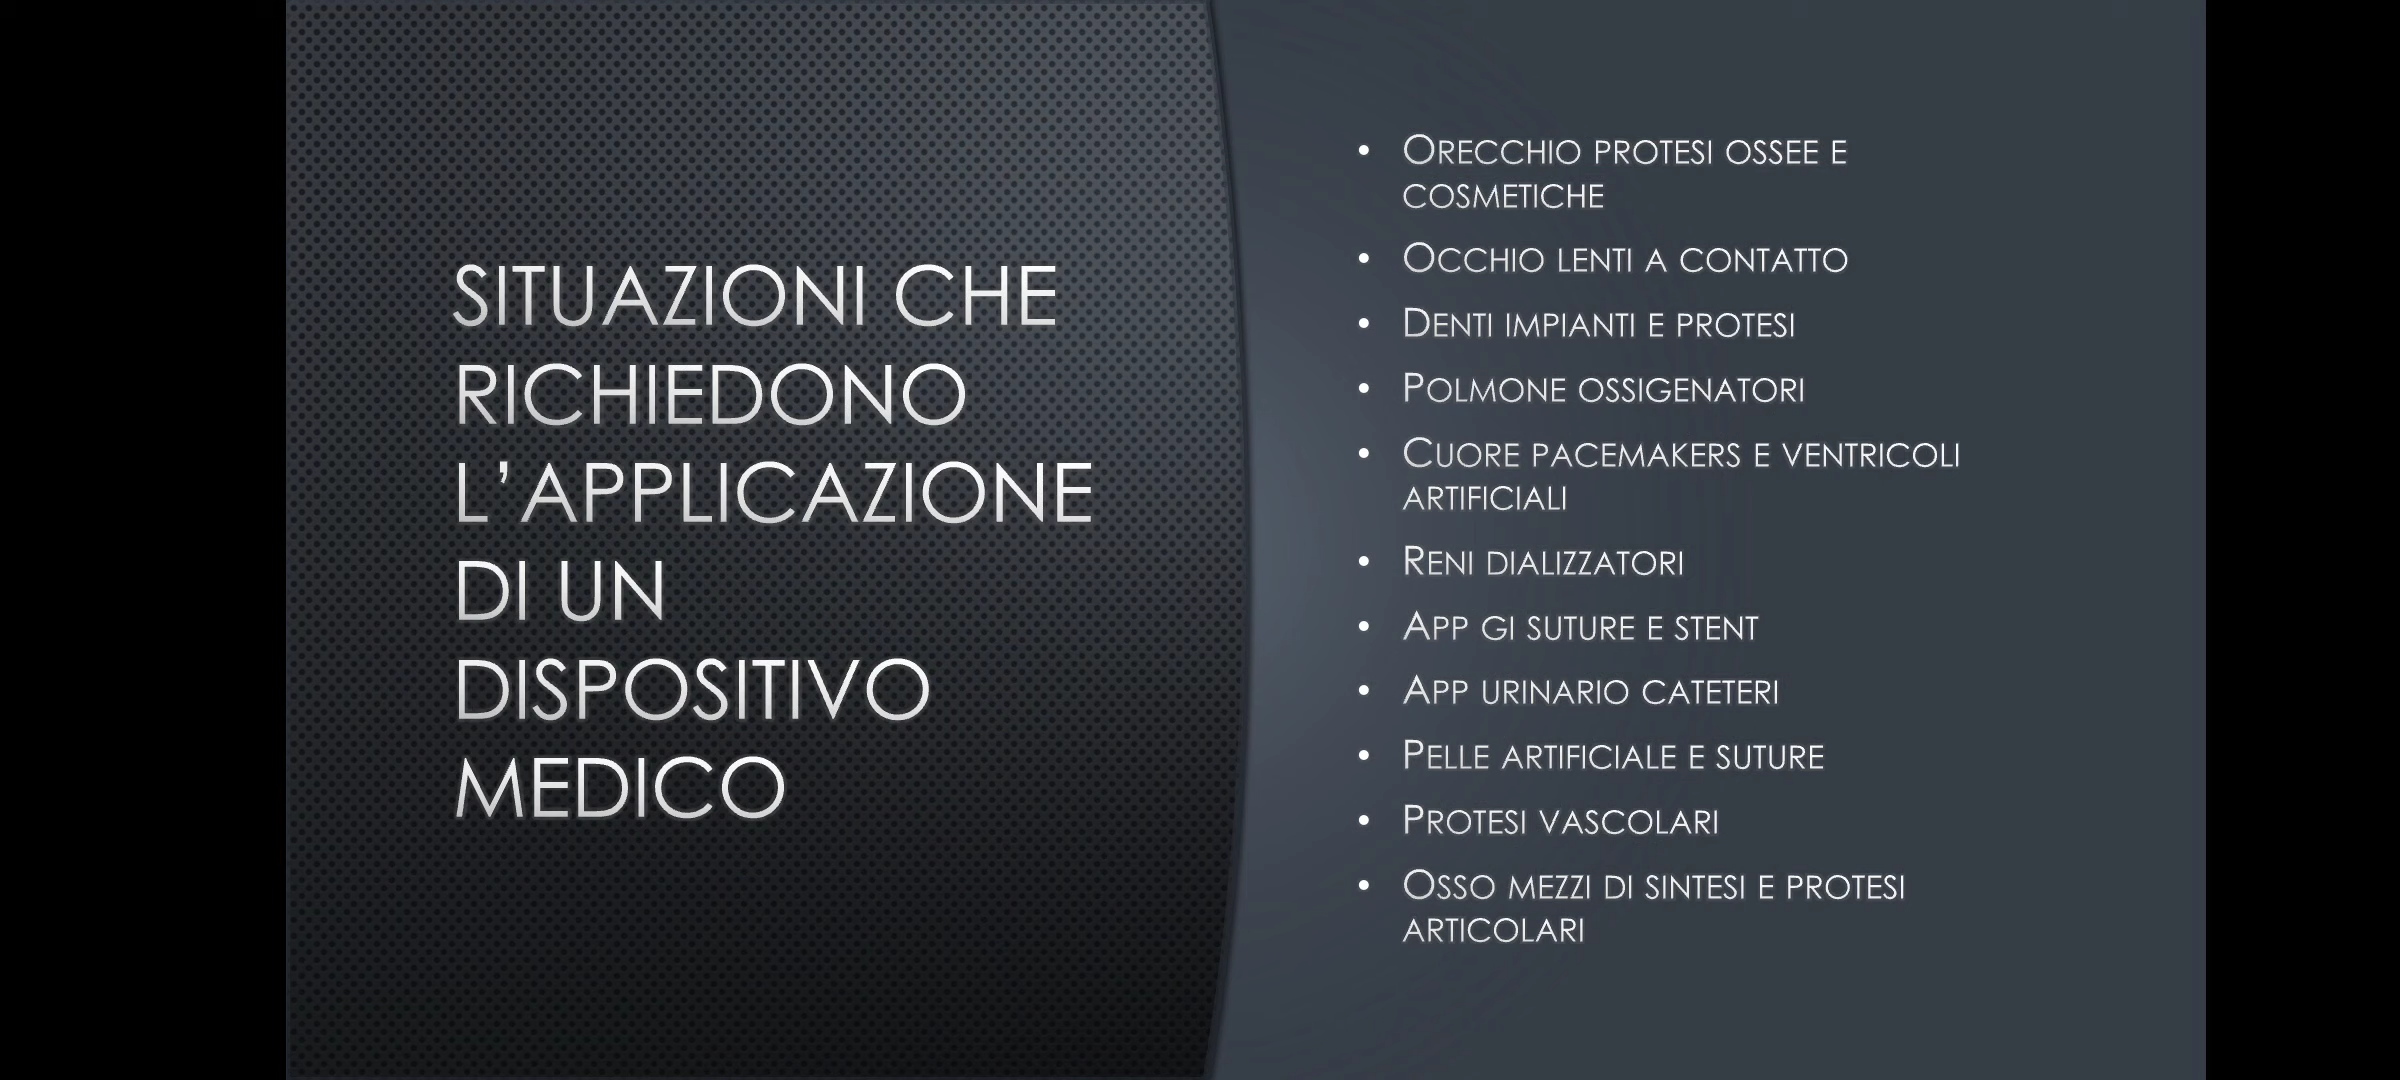 SITUAZIONI CHE
RICHIEDONO
L’APPLICAZIONE
DI UN
DISPOSITIVO
MEDICO
• ORECCHIO PROTESI OSSEE E
COSMETICHE
• OCCHIO LENTI A CONTATTO
• DENTI IMPIANTI E PROTESI
• POLMONE OSSIGENATORI
• CUORE PACEMAKERS E VENTRICOLI
ARTIFICIALI
• RENI DIALIZZATORI
• APP GI SUTURE E STENT
• APP URINARIO CATETERI
• PELLE ARTIFICIALE E SUTURE
• PROTESI VASCOLARI
• OSSO MEZZI DI SINTESI E PROTESI
ARTICOLARI